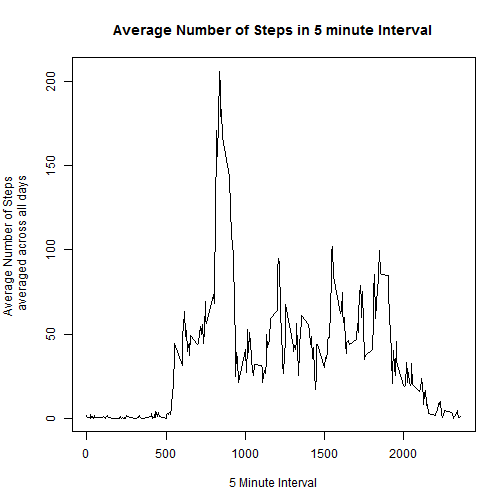 Average Number of Steps in 5 minute Interval
Average Number of Steps
averaged across all days
200
150
100
50
0
0 500 1000 1500 2000
5 Minute Interval